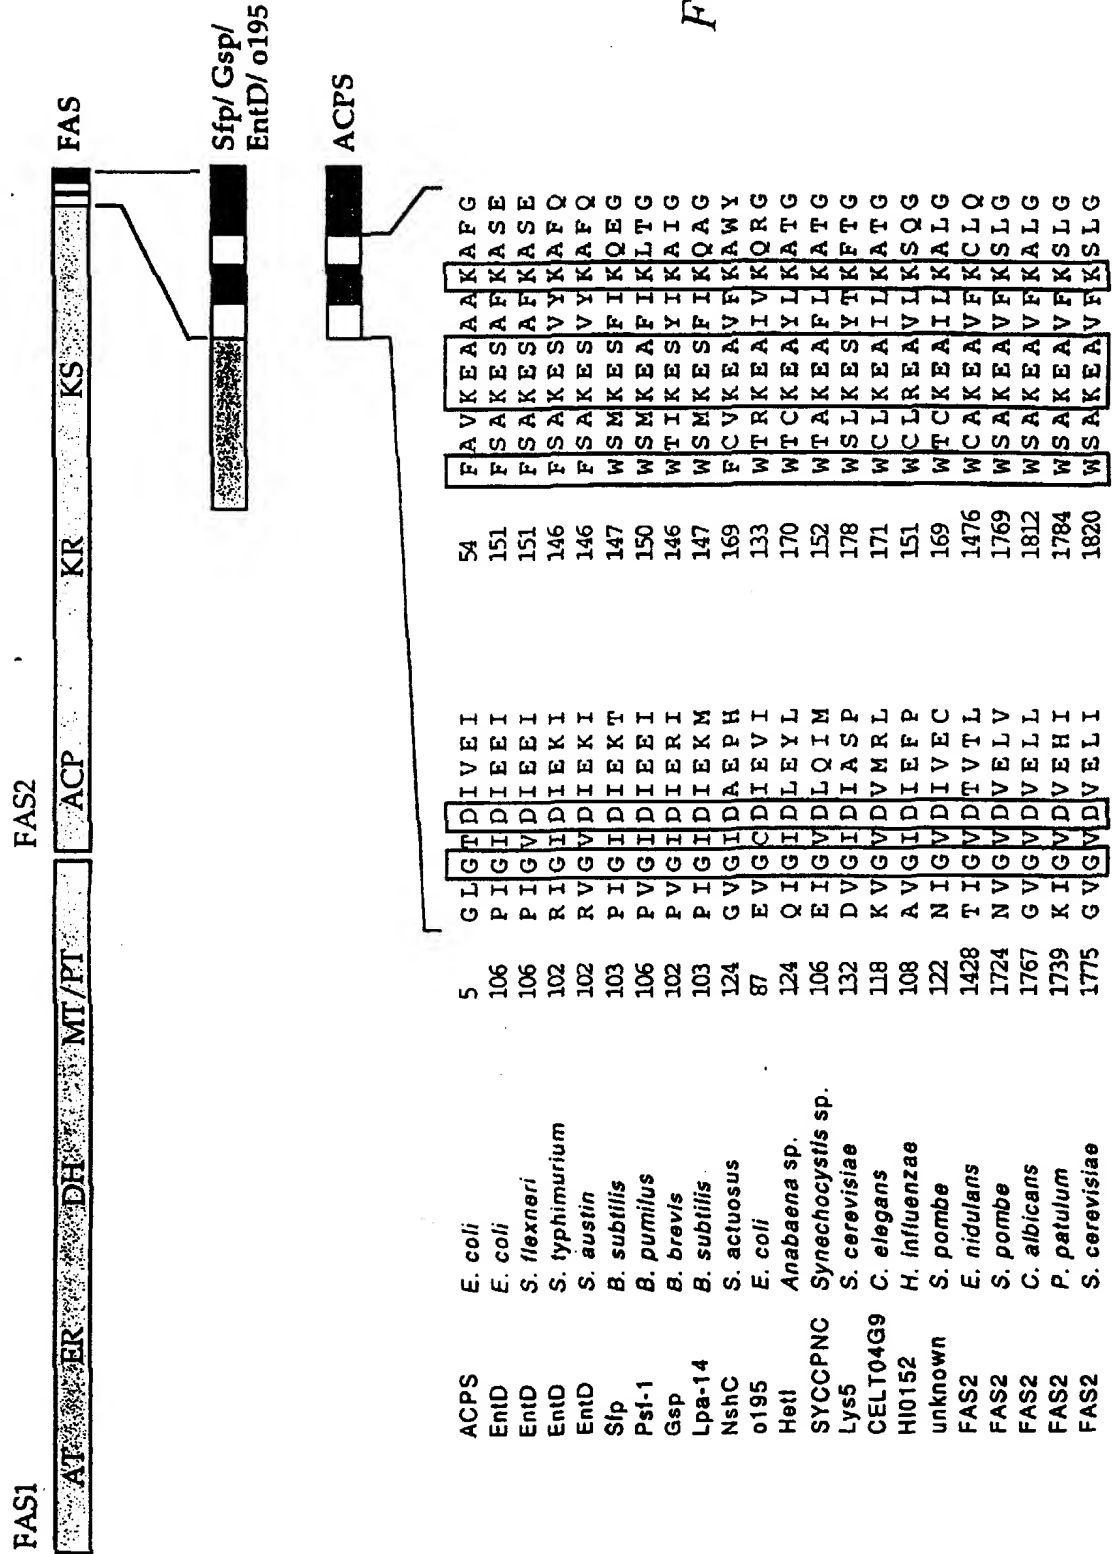 FAS1 FAS2
AT ER DH MT/PT ACP KR KS FAS
Sfp/ Gsp/
EntD/ o195
ACPS
ACPS E. coli 5 G L G T D I V E I 54 F A V K E A A A K A F G
EntD E. coli 106 P I G I D I E E I 151 F S A K E S A F K A S E
EntD S. flexneri 106 P I G V D I E E I 151 F S A K E S A F K A S E
EntD S. typhimurium 102 R I G I D I E K I 146 F S A K E S V Y K A F Q
EntD S. austin 102 R V G V D I E K I 146 F S A K E S V Y K A F Q
Sfp B. subtilis 103 P I G I D I E K T 147 W S M K E S F I K Q E G
Psf-1 B. pumilus 106 P V G I D I E E I 150 W S M K E A F I K L T G
Gsp B. brevis 102 P V G I D I E R I 146 W T I K E S Y I K A I G
Lpa-14 B. subtilis 103 P I G I D I E K M 147 W S M K E S F I K Q A G
NshC S. actuosus 124 G V G I D A E P H 169 F C V K E A V F K A W Y
o195 E. coli 87 E V G C D I E V I 133 W T R K E A I V K Q R G
HetI Anabaena sp. 124 Q I G I D L E Y L 170 W T C K E A Y L K A T G
SYCCPNC Synechocystis sp. 106 E I G V D L Q I M 152 W T A K E A F L K A T G
Lys5 S. cerevisiae 132 D V G I D I A S P 178 W S L K E S Y T K F T G
CELT04G9 C. elegans 118 K V G V D V M R L 171 W C L K E A I L K A T G
HI0152 H. influenzae 108 A V G I D I E F P 151 W C L R E A V L K S Q G
unknown S. pombe 122 N I G V D I V E C 169 W T C K E A I L K A L G
FAS2 E. nidulans 1428 T I G V D T V T L 1476 W C A K E A V F K C L Q
FAS2 S. pombe 1724 N V G V D V E L V 1769 W S A K E A V F K S L G
FAS2 C. albicans 1767 G V G V D V E L L 1812 W S A K E A V F K A L G
FAS2 P. patulum 1739 K I G V D V E H I 1784 W S A K E A V F K S L G
FAS2 S. cerevisiae 1775 G V G V D V E L I 1820 W S A K E A V F K S L G
F